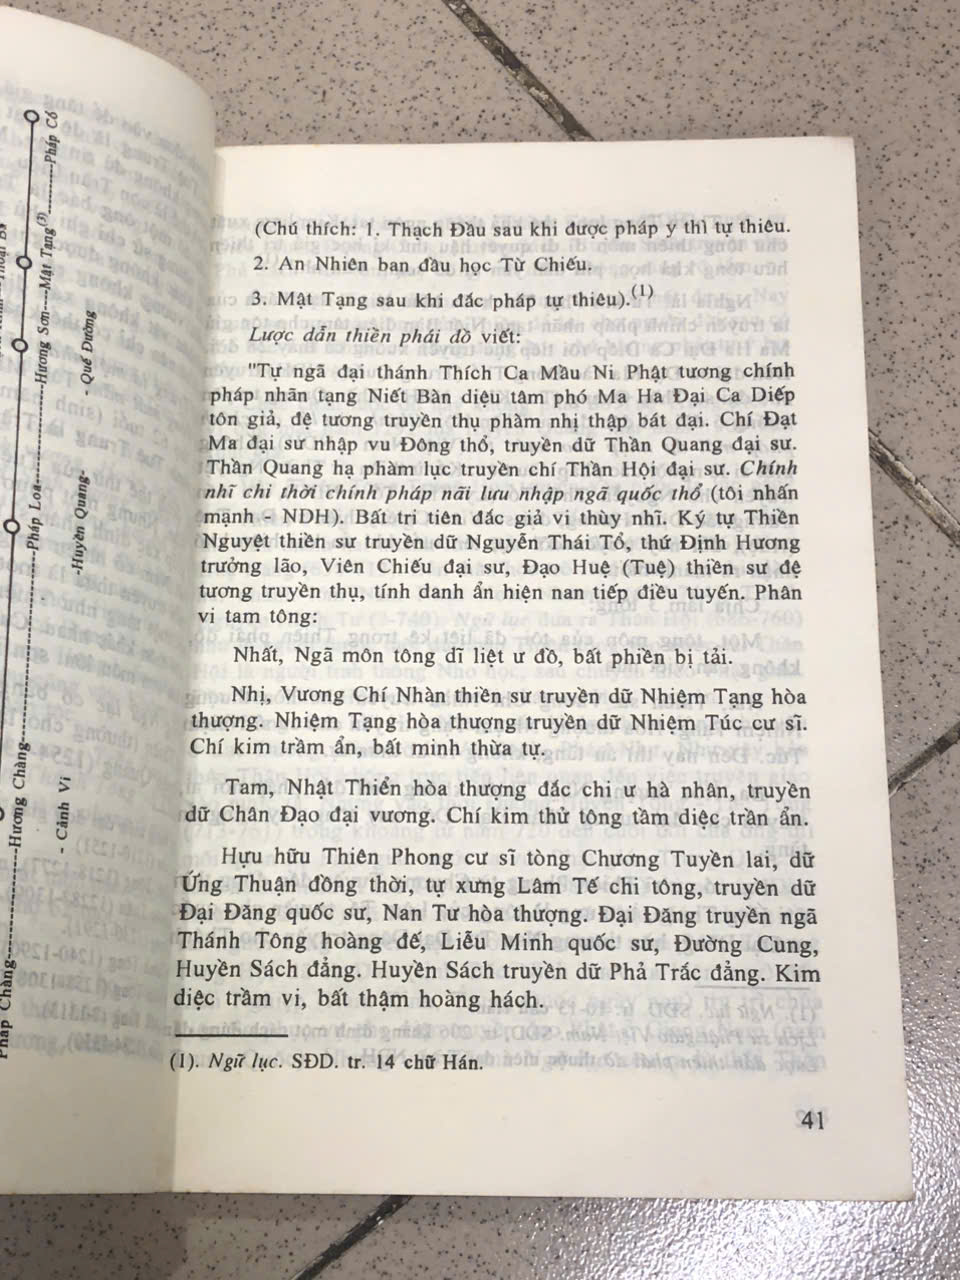 (Chú thích: 1. Thạch Đầu sau khi được pháp y thì tự thiêu.
2. An Nhiên ban đầu học Từ Chiếu.
3. Mật Tạng sau khi đắc pháp tự thiêu).(1)
Lược dẫn thiền phái đồ viết:
"Tự ngã đại thánh Thích Ca Mầu Ni Phật tương chính
pháp nhãn tạng Niết Bàn diệu tâm phó Ma Ha Đại Ca Diếp
tôn giả, đệ tương truyền thụ phàm nhị thập bát đại. Chí Đạt
Ma đại sư nhập vu Đông thổ, truyền dữ Thần Quang đại sư.
Thần Quang hạ phàm lục truyền chí Thần Hội đại sư. Chính
nhĩ chi thời chính pháp nãi lưu nhập ngã quốc thổ (tôi nhấn
mạnh - NDH). Bất tri tiên đắc giả vi thùy nhĩ. Ký tự Thiền
Nguyệt thiền sư truyền dữ Nguyễn Thái Tổ, thứ Định Hương
trưởng lão, Viên Chiếu đại sư, Đạo Huệ (Tuệ) thiền sư đệ
tương truyền thụ, tính danh ẩn hiện nan tiếp điều tuyến. Phân
vi tam tông:
Nhất, Ngã môn tông dĩ liệt ư đồ, bất phiền bị tải.
Nhị, Vương Chí Nhàn thiền sư truyền dữ Nhiệm Tạng hòa
thượng. Nhiệm Tạng hòa thượng truyền dữ Nhiệm Túc cư sĩ.
Chí kim trầm ẩn, bất minh thừa tự.
Tam, Nhật Thiển hòa thượng đắc chi ư hà nhân, truyền
dữ Chân Đạo đại vương. Chí kim thử tông tầm diệc trần ẩn.
Hựu hữu Thiên Phong cư sĩ tòng Chương Tuyền lai, dữ
Ứng Thuận đồng thời, tự xưng Lâm Tế chi tông, truyền dữ
Đại Đăng quốc sư, Nan Tư hòa thượng. Đại Đăng truyền ngã
Thánh Tông hoàng đế, Liễu Minh quốc sư, Đường Cung,
Huyền Sách đẳng. Huyền Sách truyền dữ Phả Trắc đẳng. Kim
diệc trầm vi, bất thậm hoàng hách.
(1). Ngữ lục. SĐD. tr. 14 chữ Hán.
41
Pháp Chàng---Hương Chàng---Pháp Loa---Hương Sơn---Mật Tạng(3)---Pháp Cổ
- Cảnh Vi
-Huyền Quang-
- Quế Đường